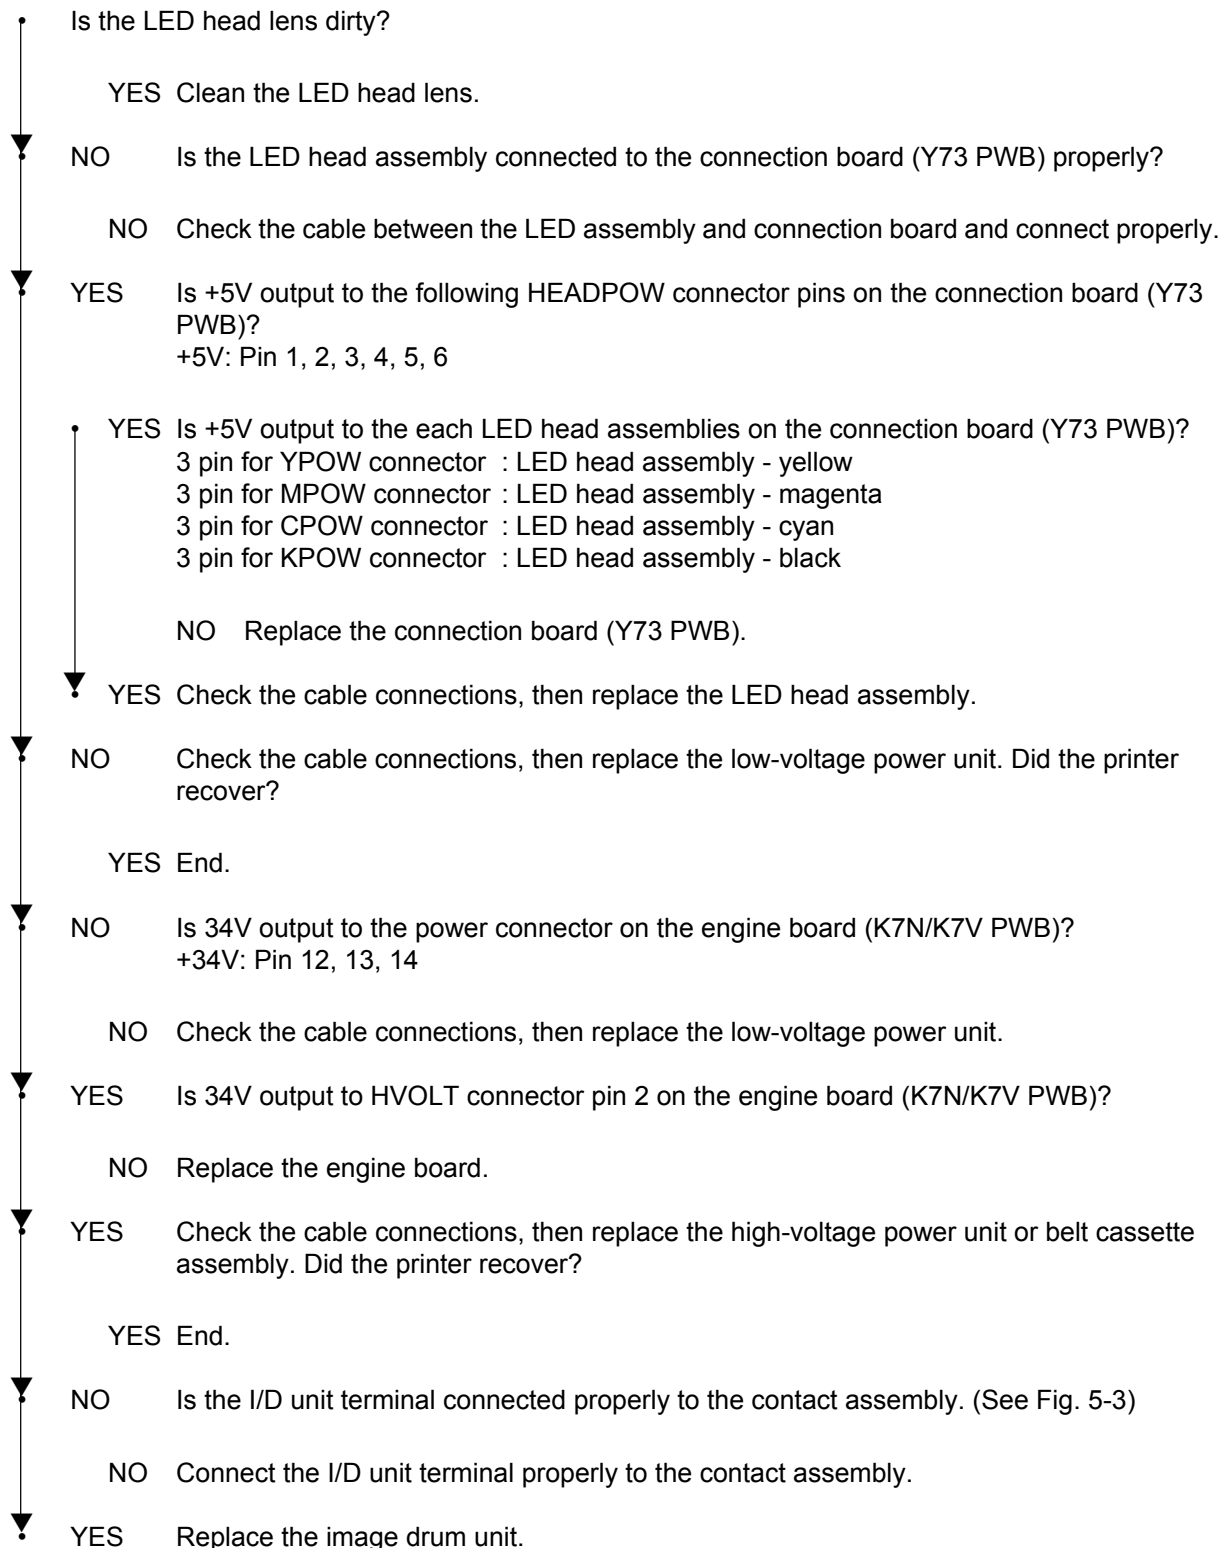 Is the LED head lens dirty?
YES Clean the LED head lens.
NO Is the LED head assembly connected to the connection board (Y73 PWB) properly?
NO Check the cable between the LED assembly and connection board and connect properly.
YES Is +5V output to the following HEADPOW connector pins on the connection board (Y73
PWB)?
+5V: Pin 1, 2, 3, 4, 5, 6
YES Is +5V output to the each LED head assemblies on the connection board (Y73 PWB)?
3 pin for YPOW connector : LED head assembly - yellow
3 pin for MPOW connector : LED head assembly - magenta
3 pin for CPOW connector : LED head assembly - cyan
3 pin for KPOW connector : LED head assembly - black
NO Replace the connection board (Y73 PWB).
YES Check the cable connections, then replace the LED head assembly.
NO Check the cable connections, then replace the low-voltage power unit. Did the printer
recover?
YES End.
NO Is 34V output to the power connector on the engine board (K7N/K7V PWB)?
+34V: Pin 12, 13, 14
NO Check the cable connections, then replace the low-voltage power unit.
YES Is 34V output to HVOLT connector pin 2 on the engine board (K7N/K7V PWB)?
NO Replace the engine board.
YES Check the cable connections, then replace the high-voltage power unit or belt cassette
assembly. Did the printer recover?
YES End.
NO Is the I/D unit terminal connected properly to the contact assembly. (See Fig. 5-3)
NO Connect the I/D unit terminal properly to the contact assembly.
YES Replace the image drum unit.